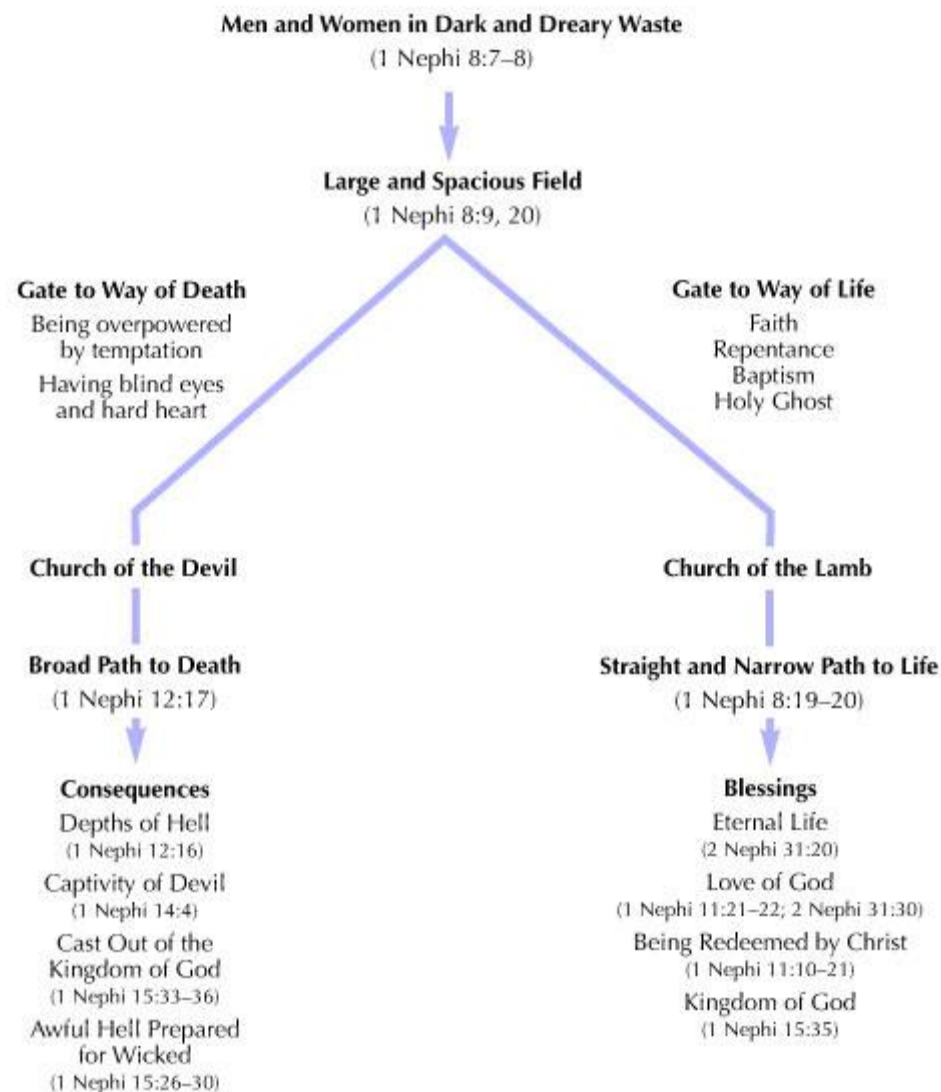 Men and Women in Dark and Dreary Waste
(1 Nephi 8:7–8)
Large and Spacious Field
(1 Nephi 8:9, 20)
Gate to Way of Death
Being overpowered
by temptation
Having blind eyes
and hard heart
Gate to Way of Life
Faith
Repentance
Baptism
Holy Ghost
Church of the Devil
Broad Path to Death
(1 Nephi 12:17)
Consequences
Depths of Hell
(1 Nephi 12:16)
Captivity of Devil
(1 Nephi 14:4)
Cast Out of the
Kingdom of God
(1 Nephi 15:33–36)
Awful Hell Prepared
for Wicked
(1 Nephi 15:26–30)
Church of the Lamb
Straight and Narrow Path to Life
(1 Nephi 8:19–20)
Blessings
Eternal Life
(2 Nephi 31:20)
Love of God
(1 Nephi 11:21–22; 2 Nephi 31:30)
Being Redeemed by Christ
(1 Nephi 11:10–21)
Kingdom of God
(1 Nephi 15:35)